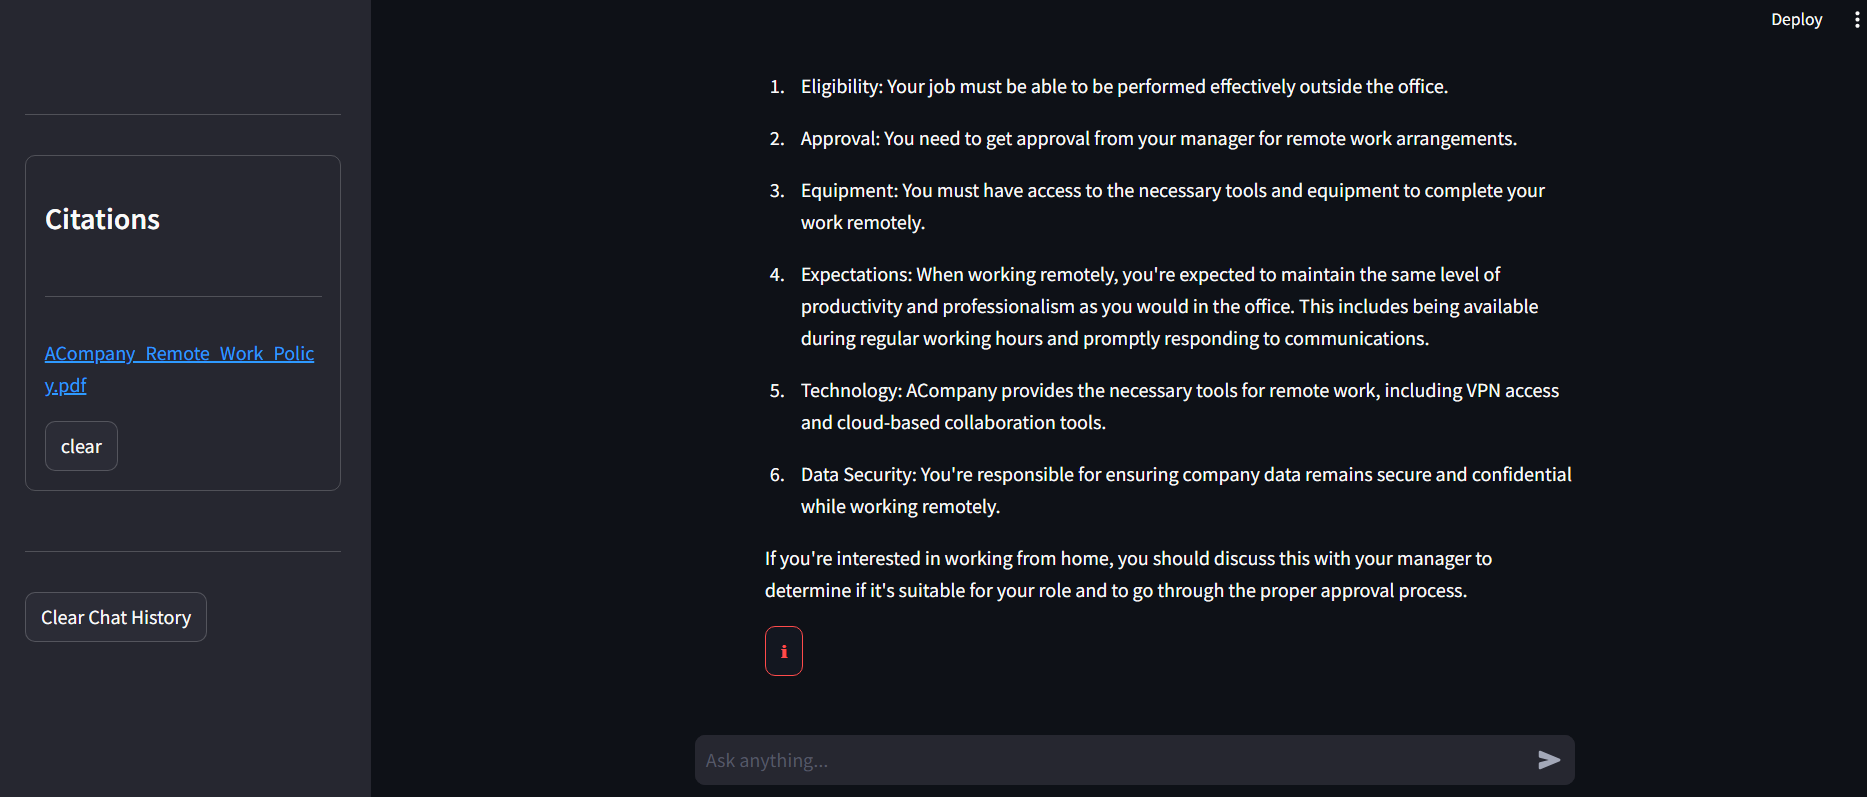 Deploy
Citations
ACompany_Remote_Work_Polic
y.pdf
clear
Clear Chat History
1. Eligibility: Your job must be able to be performed effectively outside the office.
2. Approval: You need to get approval from your manager for remote work arrangements.
3. Equipment: You must have access to the necessary tools and equipment to complete your
work remotely.
4. Expectations: When working remotely, you're expected to maintain the same level of
productivity and professionalism as you would in the office. This includes being available
during regular working hours and promptly responding to communications.
5. Technology: ACompany provides the necessary tools for remote work, including VPN access
and cloud-based collaboration tools.
6. Data Security: You're responsible for ensuring company data remains secure and confidential
while working remotely.
If you're interested in working from home, you should discuss this with your manager to
determine if it's suitable for your role and to go through the proper approval process.
i
Ask anything...